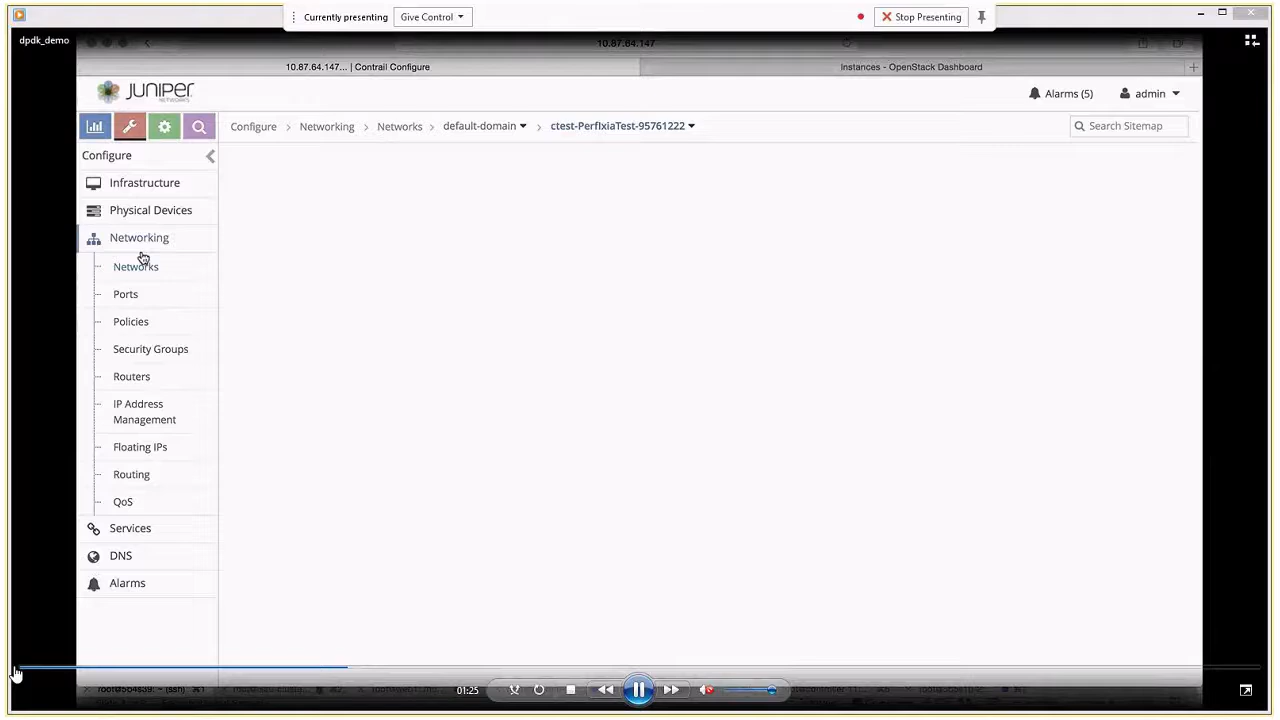 Currently presenting
Give Control
Stop Presenting
dpdk_demo
10.87.64.147
10.87.64.147... | Contrail Configure
Instances - OpenStack Dashboard
JUNIPER
NETWORKS
Alarms (5)
admin
Configure
Networking
Networks
default-domain
ctest-PerfIxiaTest-95761222
Search Sitemap
Configure
Infrastructure
Physical Devices
Networking
Networks
Ports
Policies
Security Groups
Routers
IP Address
Management
Floating IPs
Routing
QoS
Services
DNS
Alarms
01:25